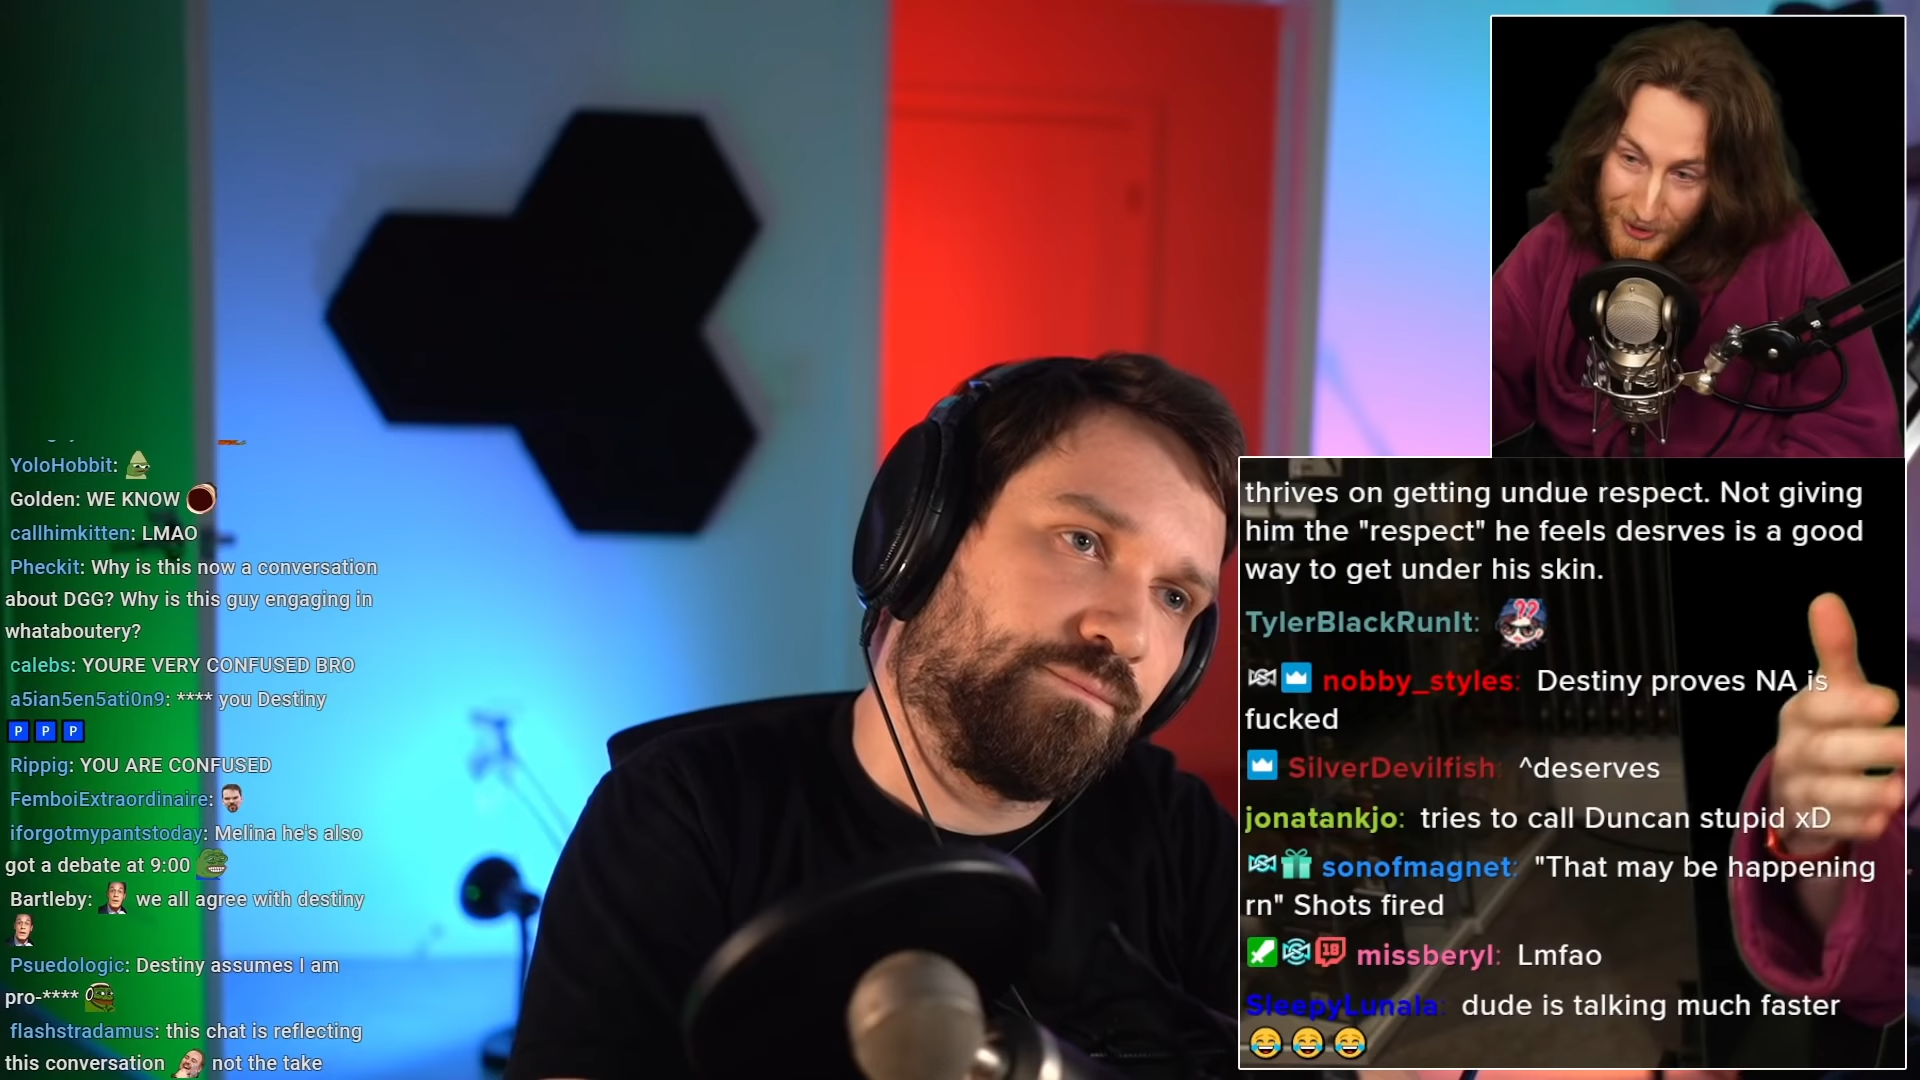 YoloHobbit:
Golden: WE KNOW
callhimkitten: LMAO
Pheckit: Why is this now a conversation
about DGG? Why is this guy engaging in
whataboutery?
calebs: YOURE VERY CONFUSED BRO
a5ian5en5ati0n9: **** you Destiny
P P P
Rippig: YOU ARE CONFUSED
FemboiExtraordinaire:
iforgotmypantstoday: Melina he's also
got a debate at 9:00
Bartleby: we all agree with destiny
Psuedologic: Destiny assumes I am
pro-****
flashstradamus: this chat is reflecting
this conversation not the take
thrives on getting undue respect. Not giving
him the "respect" he feels desrves is a good
way to get under his skin.
TylerBlackRunIt:
nobby_styles: Destiny proves NA is
fucked
SilverDevilfish: ^deserves
jonatankjo: tries to call Duncan stupid xD
sonofmagnet: "That may be happening
rn" Shots fired
18 missberyl: Lmfao
SleepyLunala: dude is talking much faster